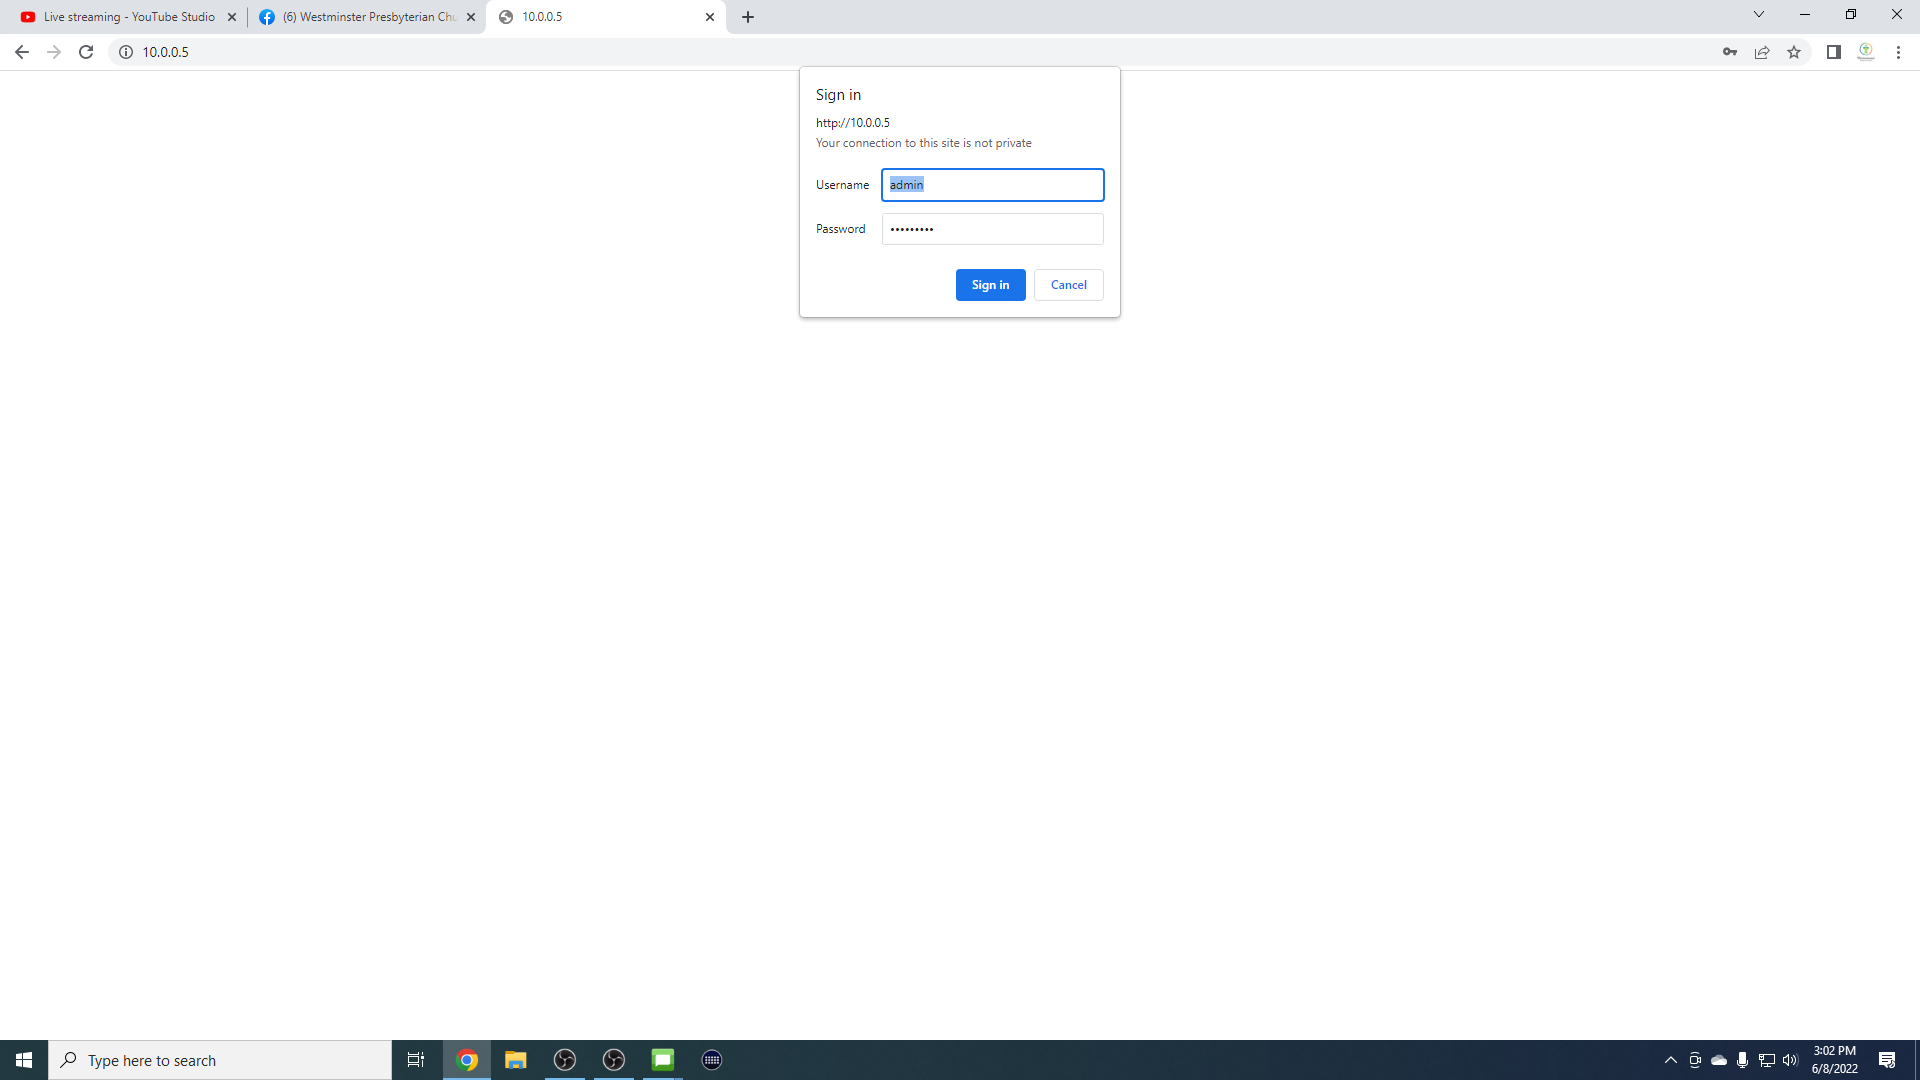 Live streaming - YouTube Studio
(6) Westminster Presbyterian Chu
10.0.0.5
10.0.0.5
Sign in
http://10.0.0.5
Your connection to this site is not private
Username admin
Password •••••••••
Sign in Cancel
Type here to search
3:02 PM
6/8/2022